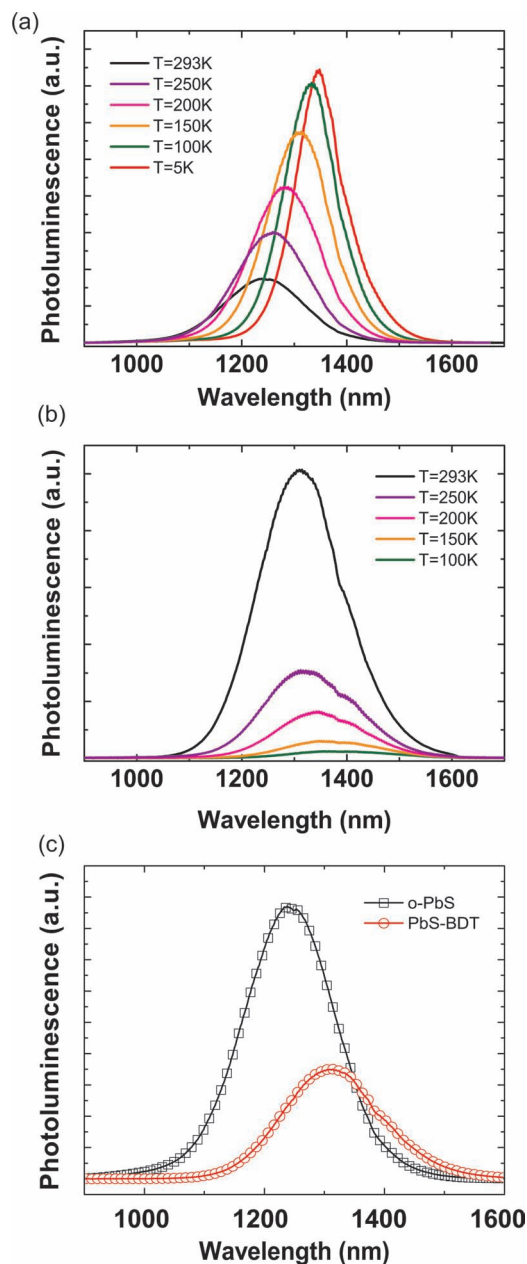 (a)
Photoluminescence (a.u.)
T=293K
T=250K
T=200K
T=150K
T=100K
T=5K
1000 1200 1400 1600
Wavelength (nm)
(b)
Photoluminescence (a.u.)
T=293K
T=250K
T=200K
T=150K
T=100K
1000 1200 1400 1600
Wavelength (nm)
(c)
Photoluminescence (a.u.)
o-PbS
PbS-BDT
1000 1200 1400 1600
Wavelength (nm)